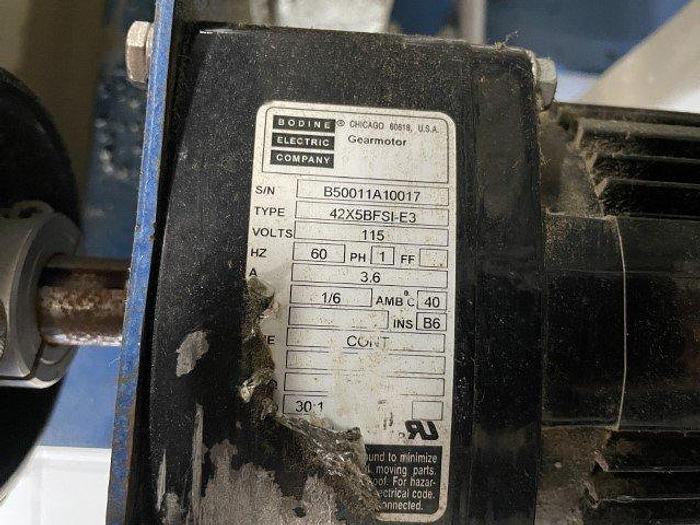 BODINE ® CHICAGO 60618, U.S.A.
ELECTRIC Gearmotor
COMPANY
S/N B50011A10017
TYPE 42X5BFSI-E3
VOLTS 115
HZ 60 PH 1 FF
A 3.6
1/6 AMB°C 40
INS B6
E CONT
30:1
und to minimize
moving parts.
oof. For hazar-
ectrical code.
onnected.